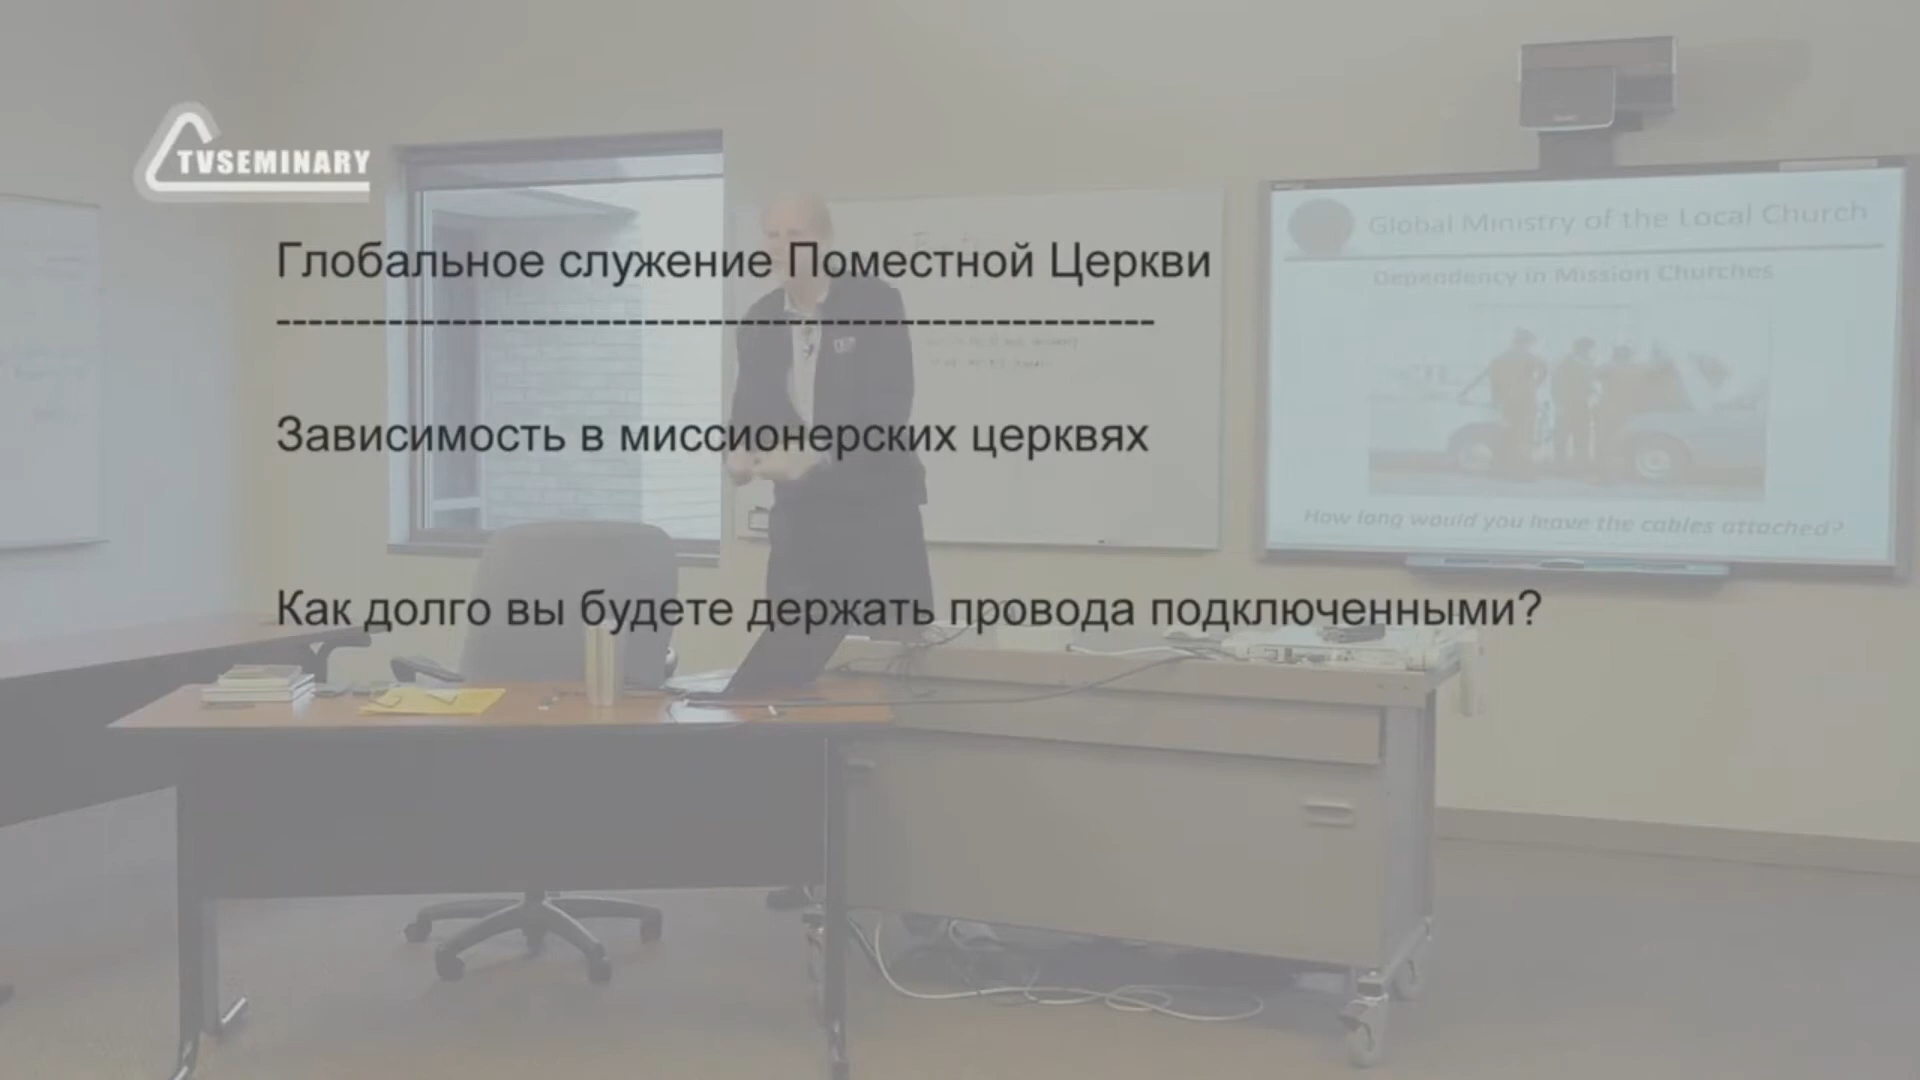 TVSEMINARY
Глобальное служение Поместной Церкви
-------------------------------------------------------
Зависимость в миссионерских церквях
Как долго вы будете держать провода подключенными?
Global Ministry of the Local Church
Dependency in Mission Churches
How long would you leave the cables attached?